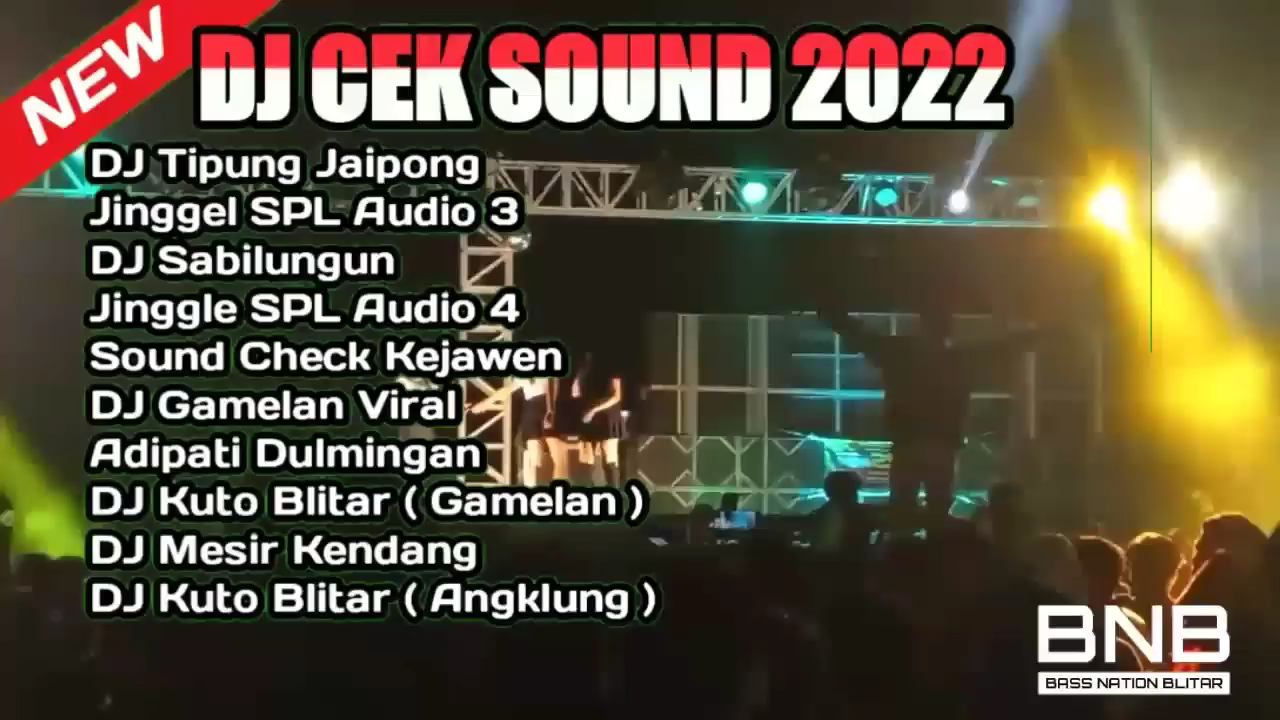 NEW
DJ CEK SOUND 2022
DJ Tipung Jaipong
Jinggel SPL Audio 3
DJ Sabilungun
Jinggle SPL Audio 4
Sound Check Kejawen
DJ Gamelan Viral
Adipati Dulmingan
DJ Kuto Blitar ( Gamelan )
DJ Mesir Kendang
DJ Kuto Blitar ( Angklung )
BNB
BASS NATION BLITAR